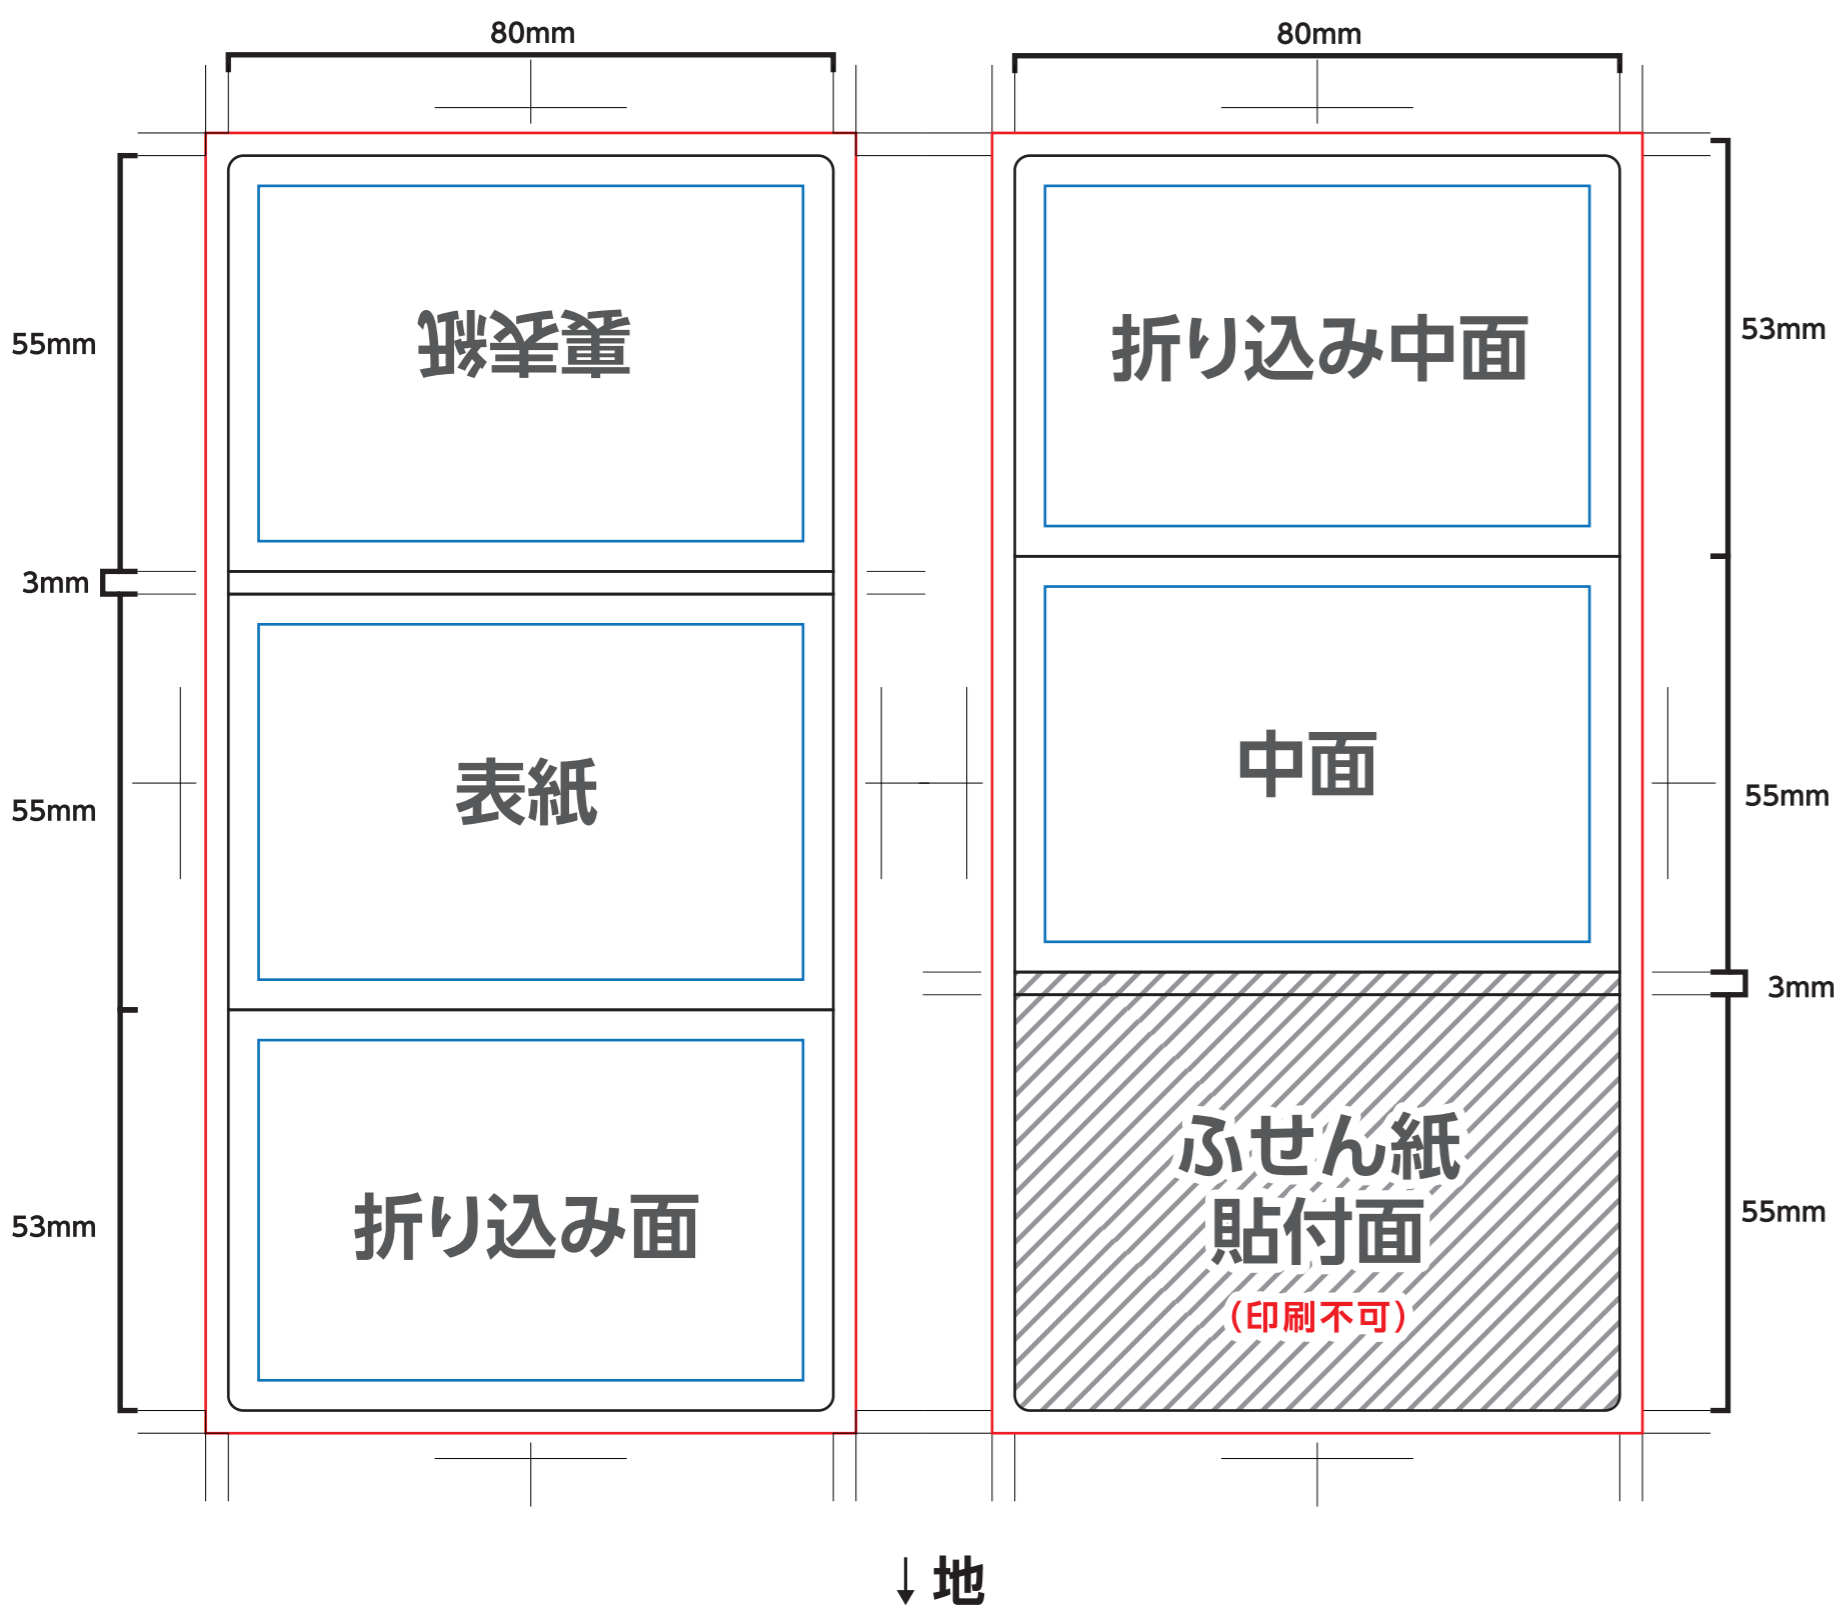 80mm
80mm
裏表紙
折り込み中面
55mm
53mm
3mm
表紙
中面
55mm
55mm
3mm
折り込み面
ふせん紙
貼付面
(印刷不可)
53mm
55mm
↓地